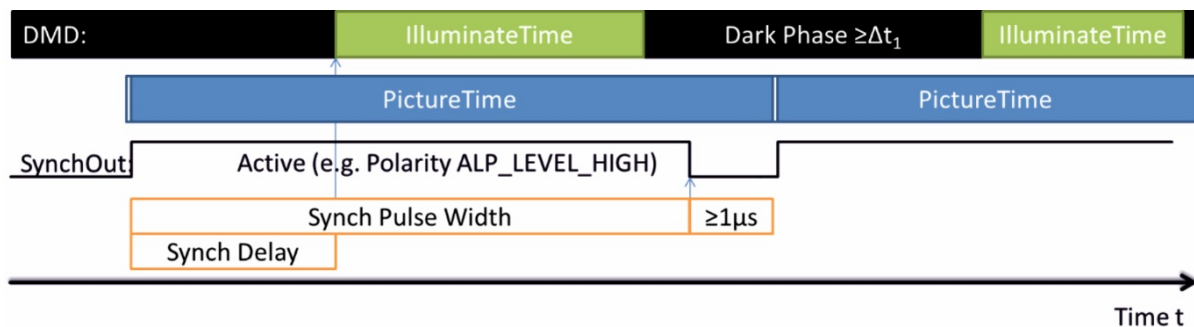 DMD: IlluminateTime Dark Phase ≥Δt₁ IlluminateTime
PictureTime PictureTime
SynchOut: Active (e.g. Polarity ALP_LEVEL_HIGH)
Synch Pulse Width ≥1μs
Synch Delay
Time t